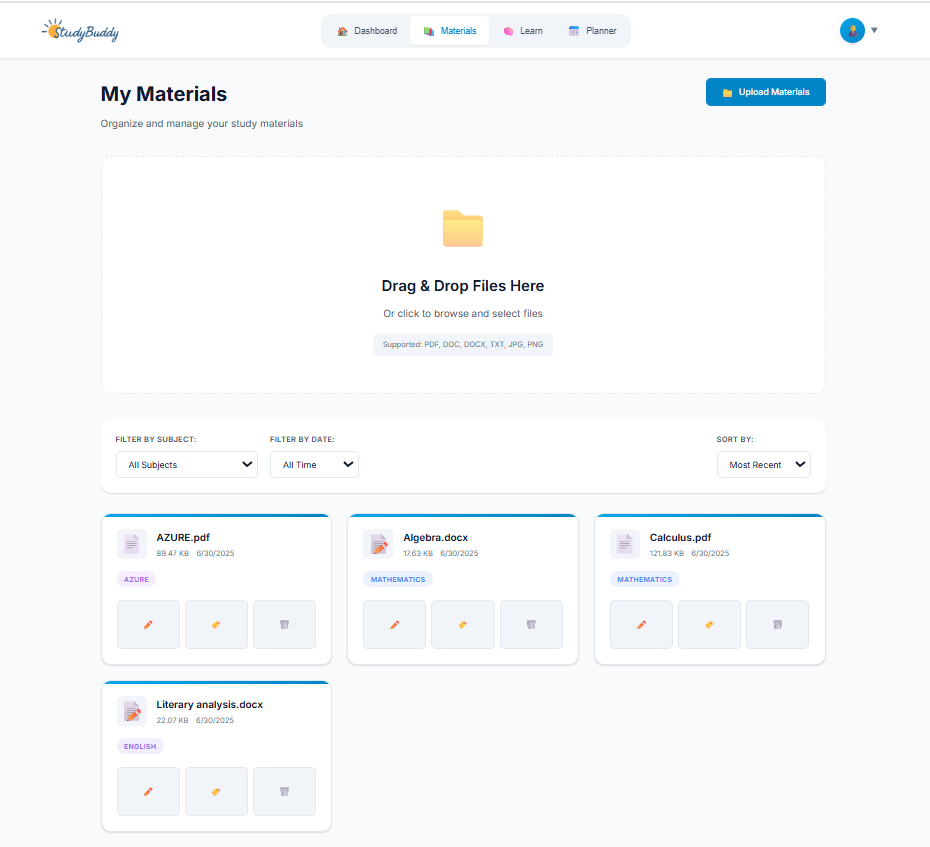 StudyBuddy
Dashboard
Materials
Learn
Planner
My Materials
Upload Materials
Organize and manage your study materials
Drag & Drop Files Here
Or click to browse and select files
Supported: PDF, DOC, DOCX, TXT, JPG, PNG
FILTER BY SUBJECT:
FILTER BY DATE:
SORT BY:
All Subjects
All Time
Most Recent
AZURE.pdf
89.47 KB 6/30/2025
AZURE
Algebra.docx
17.63 KB 6/30/2025
MATHEMATICS
Calculus.pdf
121.83 KB 6/30/2025
MATHEMATICS
Literary analysis.docx
22.07 KB 6/30/2025
ENGLISH